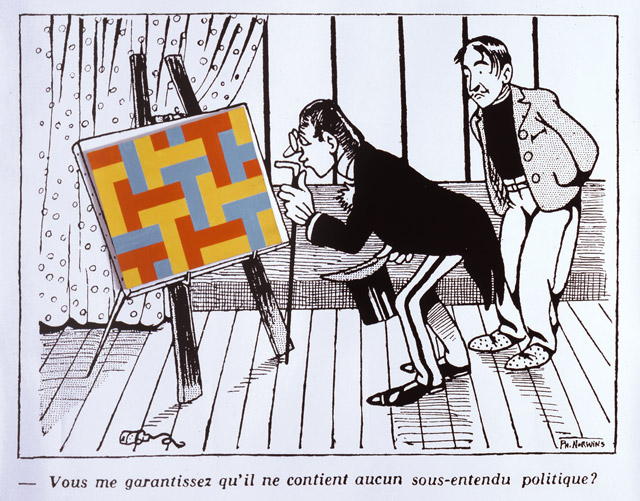 PH. NORWINS
— Vous me garantissez qu'il ne contient aucun sous-entendu politique?